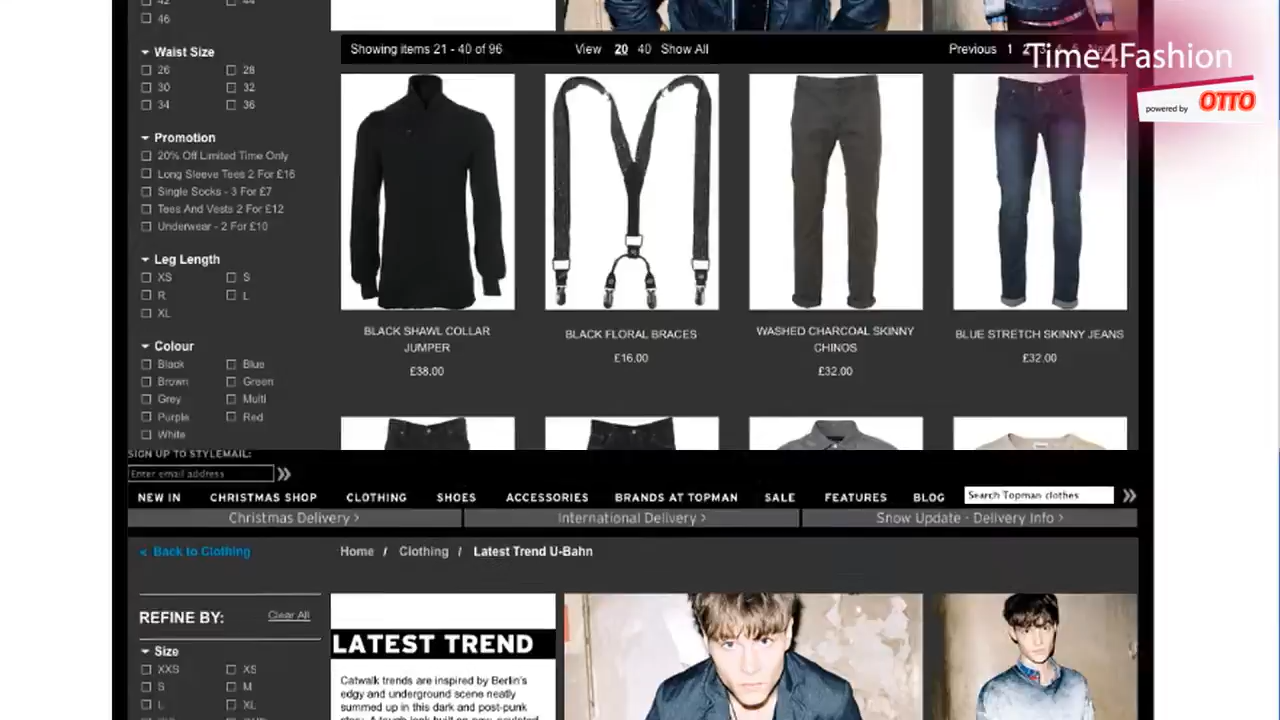 42 44
46
Waist Size
26 28
30 32
34 36
Promotion
20% Off Limited Time Only
Long Sleeve Tees 2 For £16
Single Socks - 3 For £7
Tees And Vests 2 For £12
Underwear - 2 For £10
Leg Length
XS S
R L
XL
Colour
Black Blue
Brown Green
Grey Multi
Purple Red
White
Showing items 21 - 40 of 96 View 20 40 Show All Previous 1 2 3 4 5
Time4Fashion
powered by OTTO
BLACK SHAWL COLLAR
JUMPER
£38.00
BLACK FLORAL BRACES
£16.00
WASHED CHARCOAL SKINNY
CHINOS
£32.00
BLUE STRETCH SKINNY JEANS
£32.00
SIGN UP TO STYLEMAIL:
Enter email address
NEW IN CHRISTMAS SHOP CLOTHING SHOES ACCESSORIES BRANDS AT TOPMAN SALE FEATURES BLOG Search Topman clothes
Christmas Delivery > International Delivery > Snow Update - Delivery Info >
< Back to Clothing
Home / Clothing / Latest Trend U-Bahn
REFINE BY: Clear All
Size
XXS XS
S M
L XL
LATEST TREND
Catwalk trends are inspired by Berlin's
edgy and underground scene neatly
summed up in this dark and post-punk